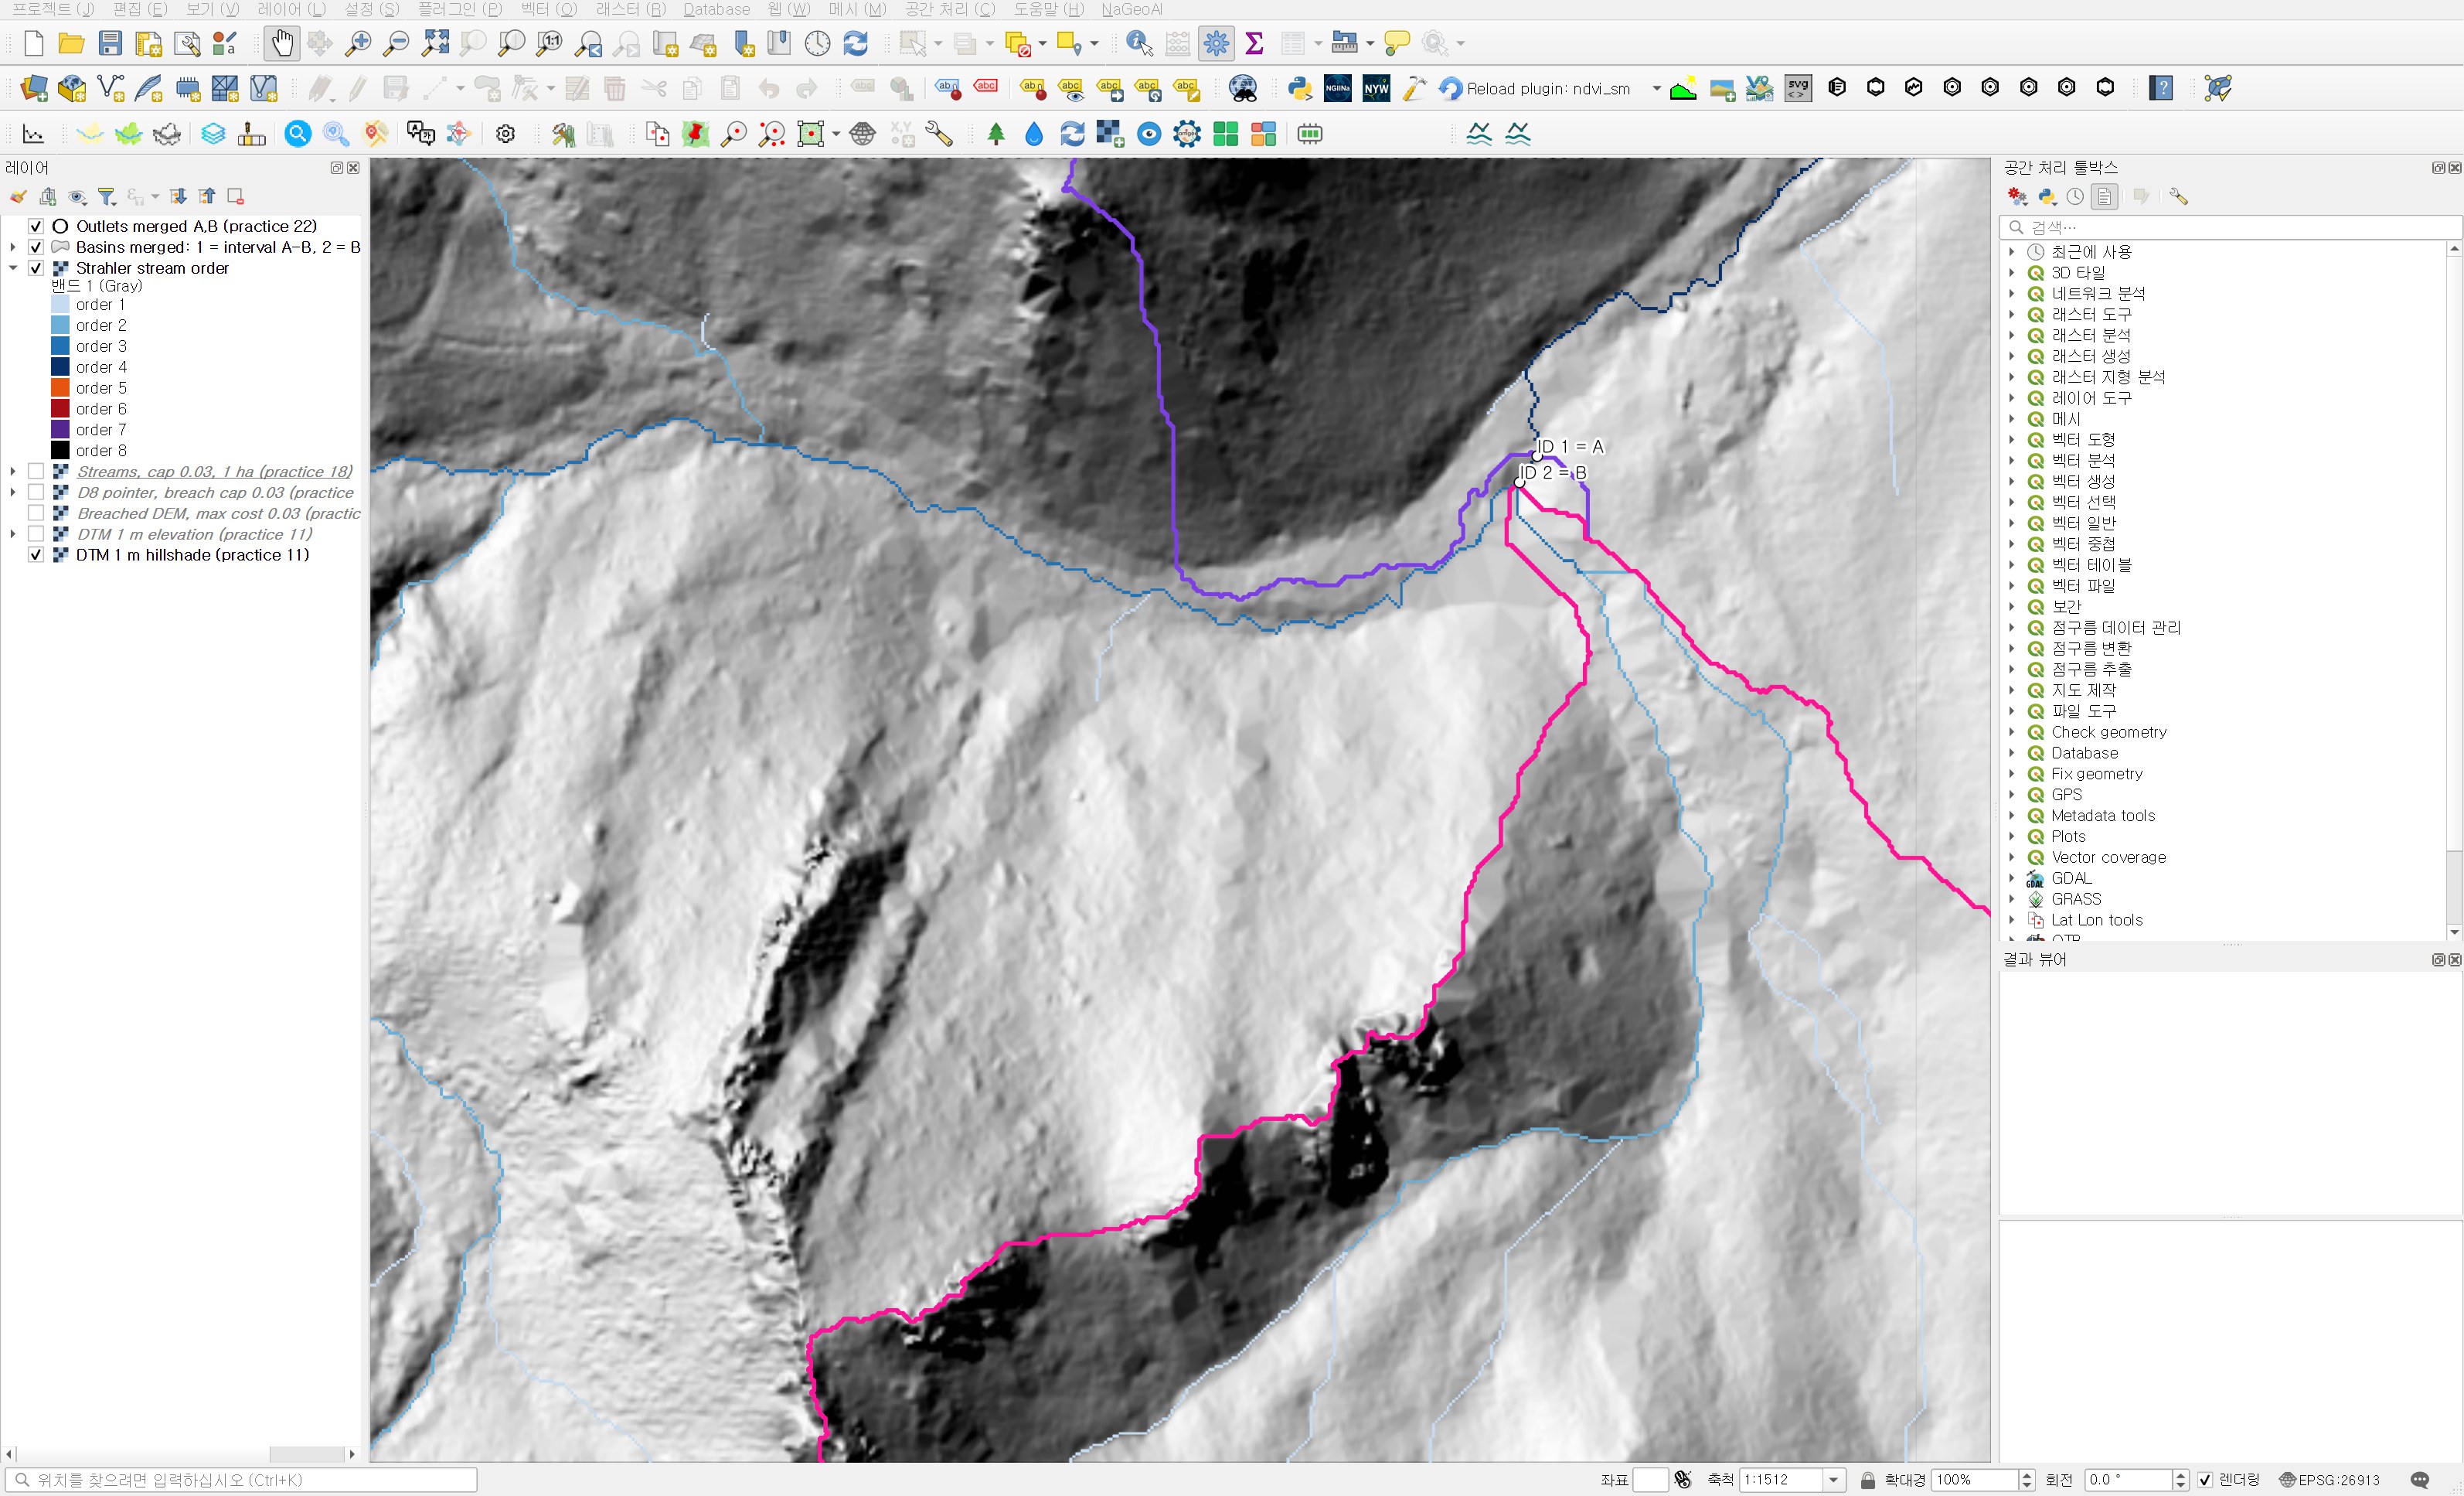 프로젝트 (J) 편집 (E) 보기 (V) 레이어 (L) 설정 (S) 플러그인 (P) 벡터 (O) 래스터 (R) Database 웹 (W) 메시 (M) 공간 처리 (C) 도움말 (H) NaGeoAI
Reload plugin: ndvi_sm
레이어
Outlets merged A,B (practice 22)
Basins merged: 1 = interval A-B, 2 = B
Strahler stream order
밴드 1 (Gray)
order 1
order 2
order 3
order 4
order 5
order 6
order 7
order 8
Streams, cap 0.03, 1 ha (practice 18)
D8 pointer, breach cap 0.03 (practice
Breached DEM, max cost 0.03 (practic
DTM 1 m elevation (practice 11)
DTM 1 m hillshade (practice 11)
ID 1 = A
ID 2 = B
공간 처리 툴박스
검색…
최근에 사용
3D 타일
네트워크 분석
래스터 도구
래스터 분석
래스터 생성
래스터 지형 분석
레이어 도구
메시
벡터 도형
벡터 분석
벡터 생성
벡터 선택
벡터 일반
벡터 중첩
벡터 테이블
벡터 파일
보간
점구름 데이터 관리
점구름 변환
점구름 추출
지도 제작
파일 도구
Check geometry
Database
Fix geometry
GPS
Metadata tools
Plots
Vector coverage
GDAL
GRASS
Lat Lon tools
결과 뷰어
위치를 찾으려면 입력하십시오 (Ctrl+K)
좌표 축척 1:1512 확대경 100% 회전 0.0 ° 렌더링 EPSG:26913